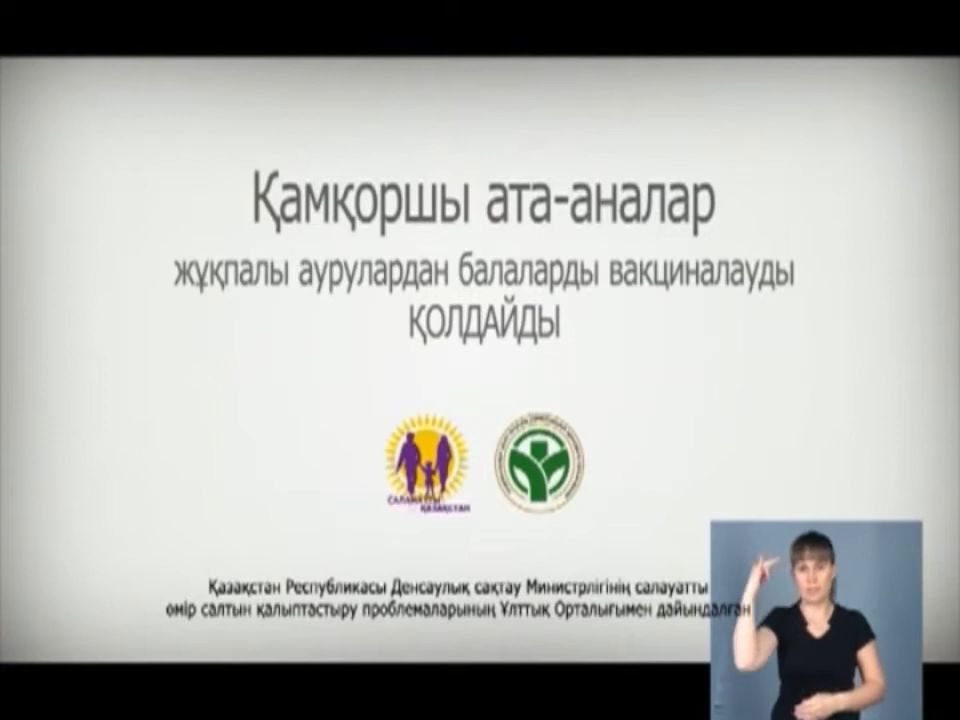 Қамқоршы ата-аналар
жұқпалы аурулардан балаларды вакциналауды
ҚОЛДАЙДЫ
САЛАМАТТЫ
ҚАЗАҚСТАН
Қазақстан Республикасы Денсаулық сақтау Министрлігінің салауатты
өмір салтын қалыптастыру проблемаларының Ұлттық Орталығымен дайындалған